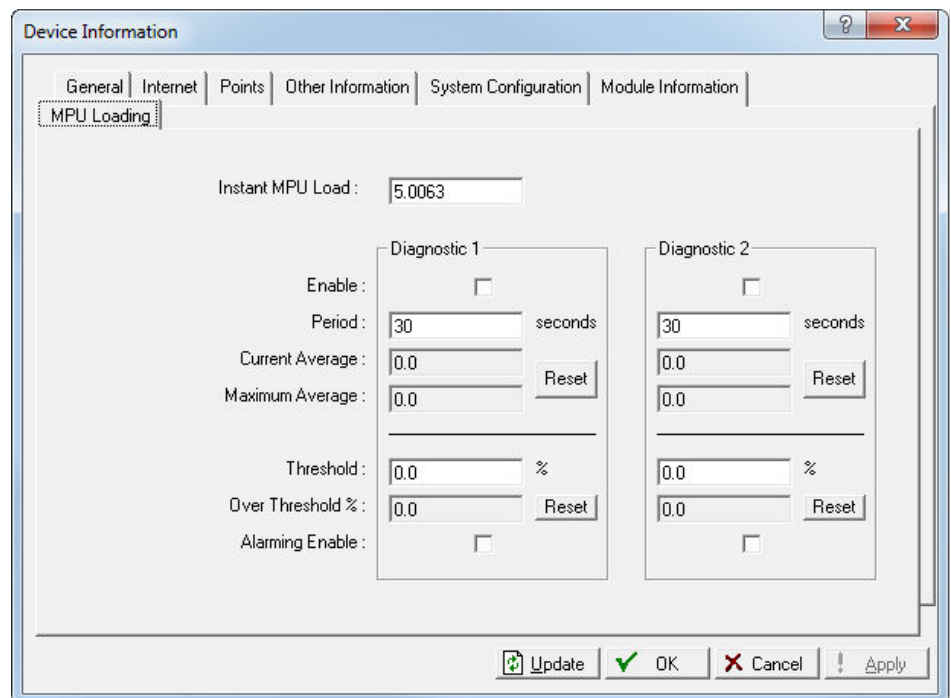 Device Information
?
General Internet Points Other Information System Configuration Module Information
MPU Loading
Instant MPU Load : 5.0063
Diagnostic 1 Diagnostic 2
Enable :
Period : 30 seconds 30 seconds
Current Average : 0.0 0.0
Reset Reset
Maximum Average : 0.0 0.0
Threshold : 0.0 % 0.0 %
Over Threshold % : 0.0 Reset 0.0 Reset
Alarming Enable :
Update OK Cancel ! Apply